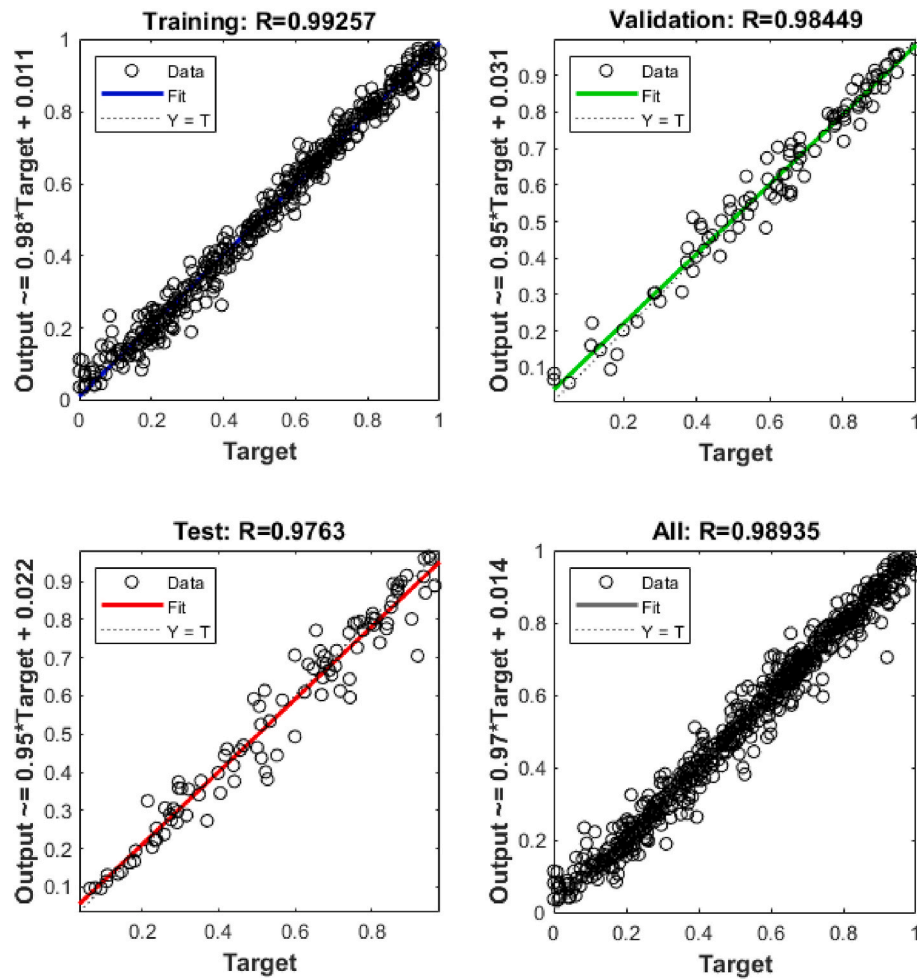 Training: R=0.99257
Output ~= 0.98*Target + 0.011
1
0.8
0.6
0.4
0.2
0
Data
Fit
Y = T
0
0.2
0.4
0.6
0.8
1
Target
Validation: R=0.98449
Output ~= 0.95*Target + 0.031
0.9
0.8
0.7
0.6
0.5
0.4
0.3
0.2
0.1
Data
Fit
Y = T
0.2
0.4
0.6
0.8
1
Target
Test: R=0.9763
Output ~= 0.95*Target + 0.022
0.9
0.8
0.7
0.6
0.5
0.4
0.3
0.2
0.1
Data
Fit
Y = T
0.2
0.4
0.6
0.8
Target
All: R=0.98935
Output ~= 0.97*Target + 0.014
1
0.8
0.6
0.4
0.2
0
Data
Fit
Y = T
0
0.2
0.4
0.6
0.8
1
Target